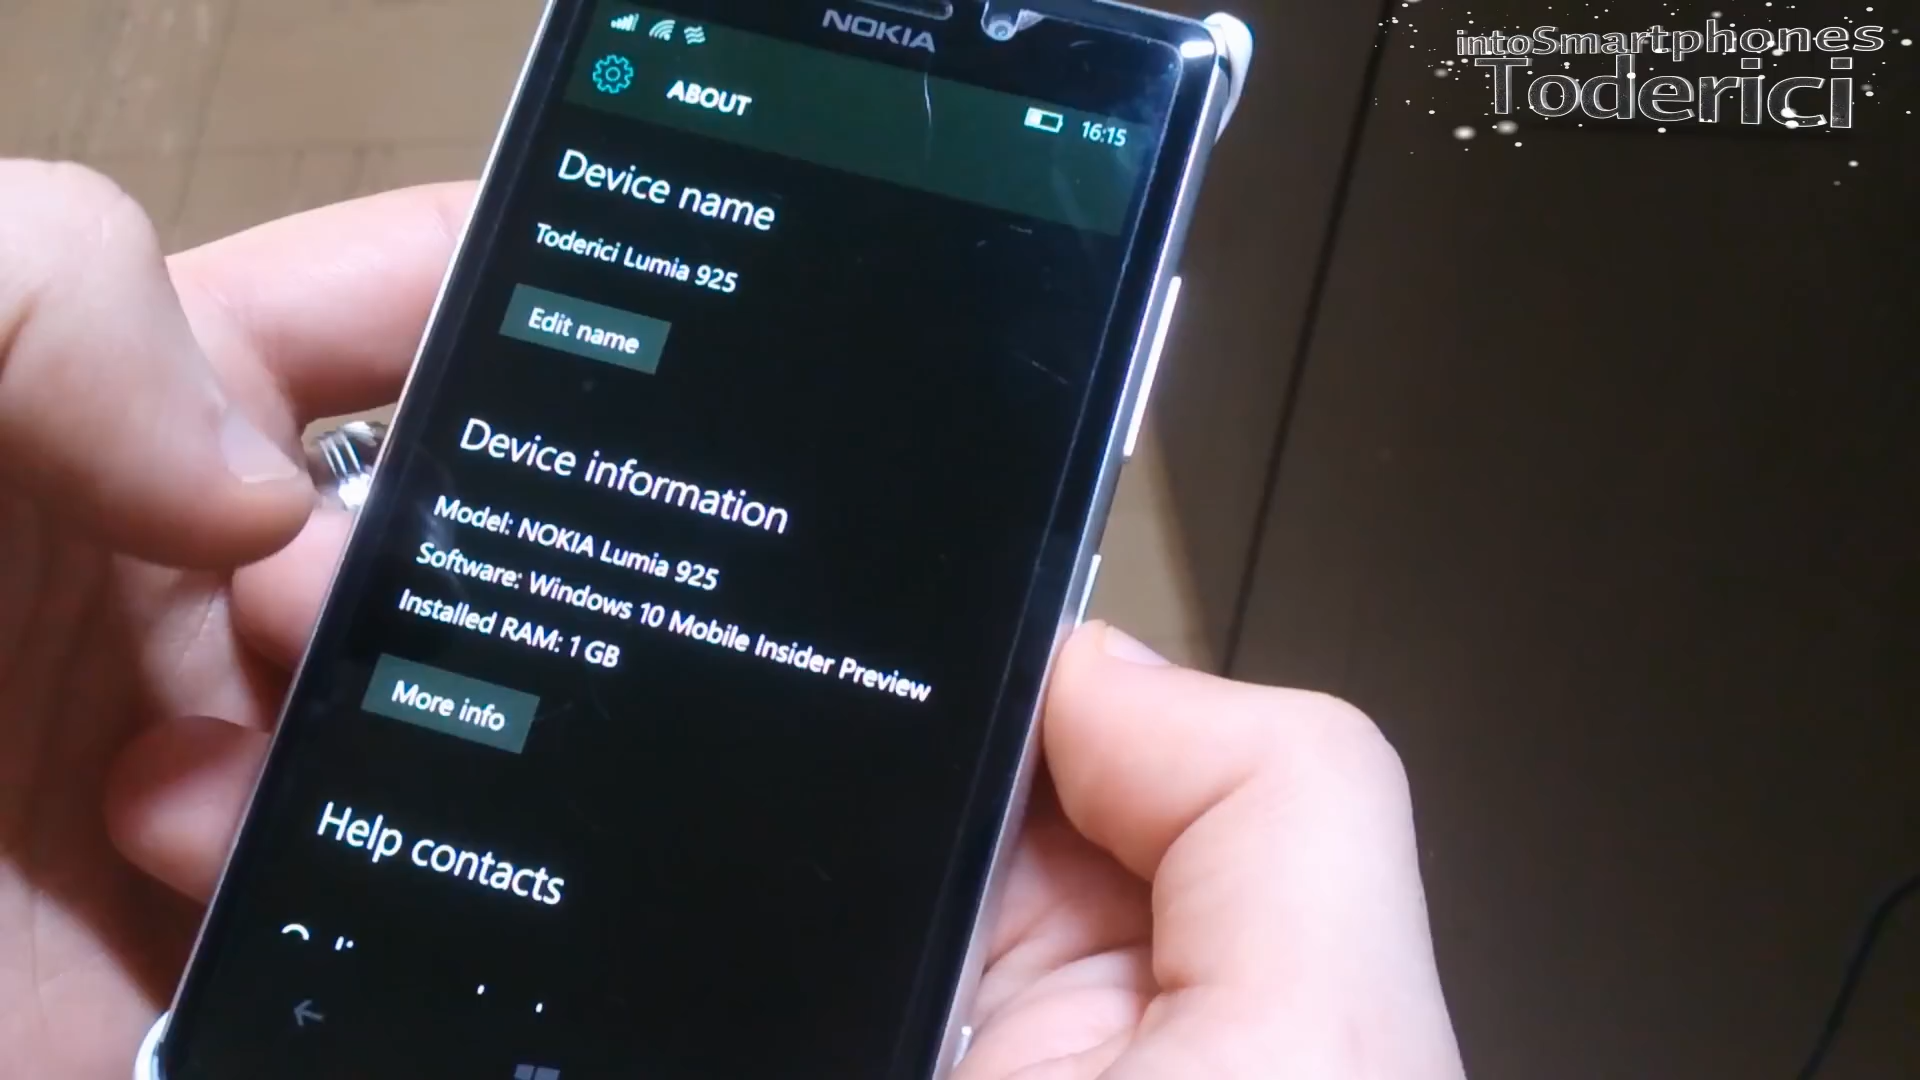 intoSmartphones
Toderici
NOKIA
ABOUT
16:15
Device name
Toderici Lumia 925
Edit name
Device information
Model: NOKIA Lumia 925
Software: Windows 10 Mobile Insider Preview
Installed RAM: 1 GB
More info
Help contacts